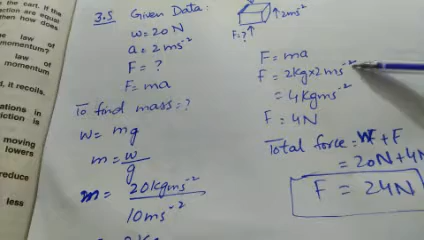 the cart. If the
ction are equal
then how does
law of
momentum?
law of
momentum
d, it recoils.
ations in
iction is
moving
lowers
reduce
less
3.5 Given Data:
w = 20N
a = 2ms⁻²
F = ?
F = ma
To find mass = ?
w = mg
m = w/g
m = 20kgms⁻²/10ms⁻²
↑2ms⁻²
F=?↑
F = ma
F = 2kg×2ms⁻²
= 4kgms⁻²
F = 4N
Total force = W + F
= 20N+4N
F = 24N